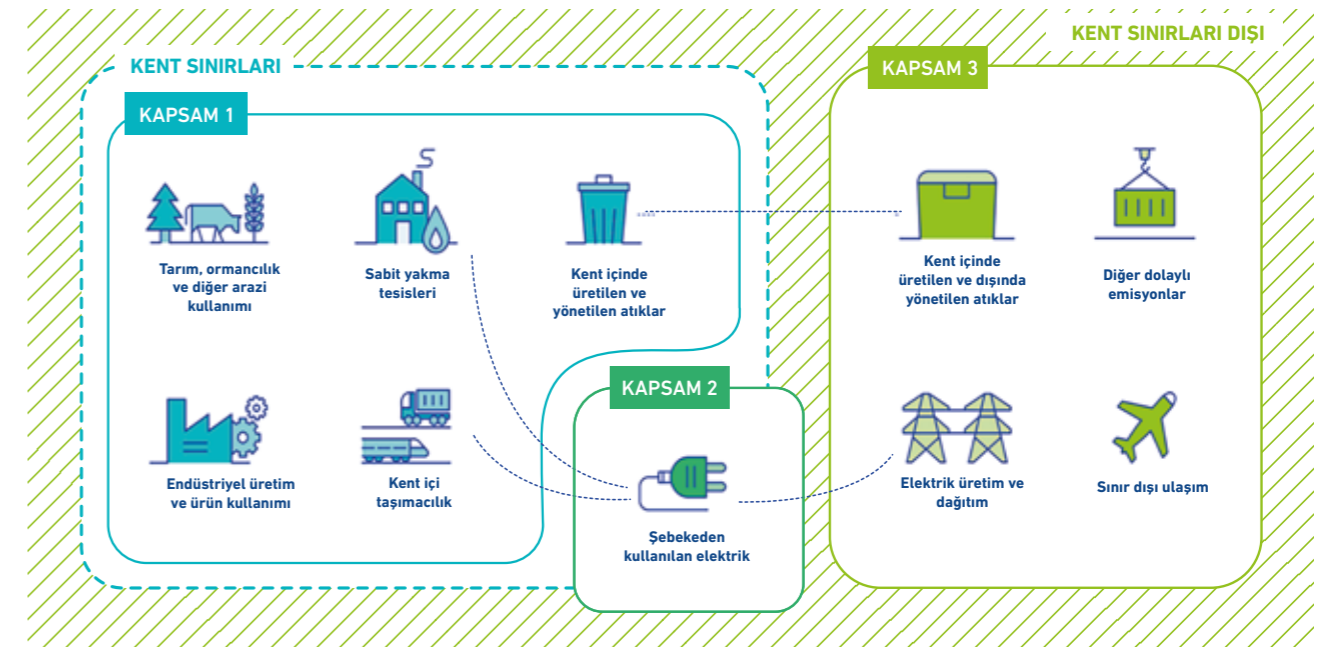 KENT SINIRLARI DIŞI
KENT SINIRLARI
KAPSAM 1
Tarım, ormancılık
ve diğer arazi
kullanımı
Sabit yakma
tesisleri
Kent içinde
üretilen ve
yönetilen atıklar
Endüstriyel üretim
ve ürün kullanımı
Kent içi
taşımacılık
KAPSAM 2
Şebekeden
kullanılan elektrik
KAPSAM 3
Kent içinde
üretilen ve dışında
yönetilen atıklar
Diğer dolaylı
emisyonlar
Elektrik üretim ve
dağıtım
Sınır dışı ulaşım